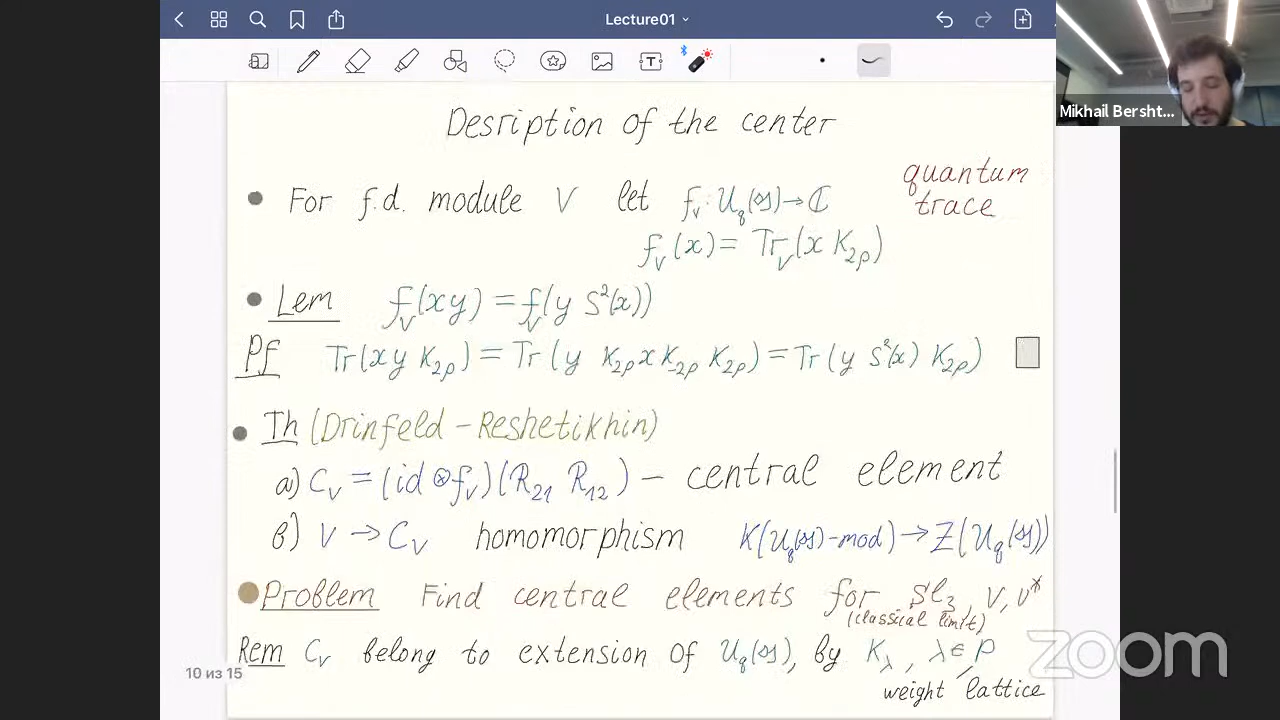 Lecture01
Mikhail Bersht...
Desription of the center
• For f.d. module V let f_V : U_q(𝔤) → ℂ
quantum trace
f_V(x) = Tr_V(x K_{2ρ})
• Lem f_V(xy) = f_V(y S²(x))
Pf Tr(xy K_{2ρ}) = Tr(y K_{2ρ} x K_{-2ρ} K_{2ρ}) = Tr(y S²(x) K_{2ρ}) □
• Th (Drinfeld - Reshetikhin)
a) C_V = (id ⊗ f_V)(R_{21} R_{12}) - central element
b) V → C_V homomorphism K(U_q(𝔤)-mod) → Z(U_q(𝔤))
• Problem Find central elements for sl_3, V, V*
(classical limit)
Rem C_V belong to extension of U_q(𝔤), by K_λ, λ ∈ P
weight lattice
10 из 15
zoom